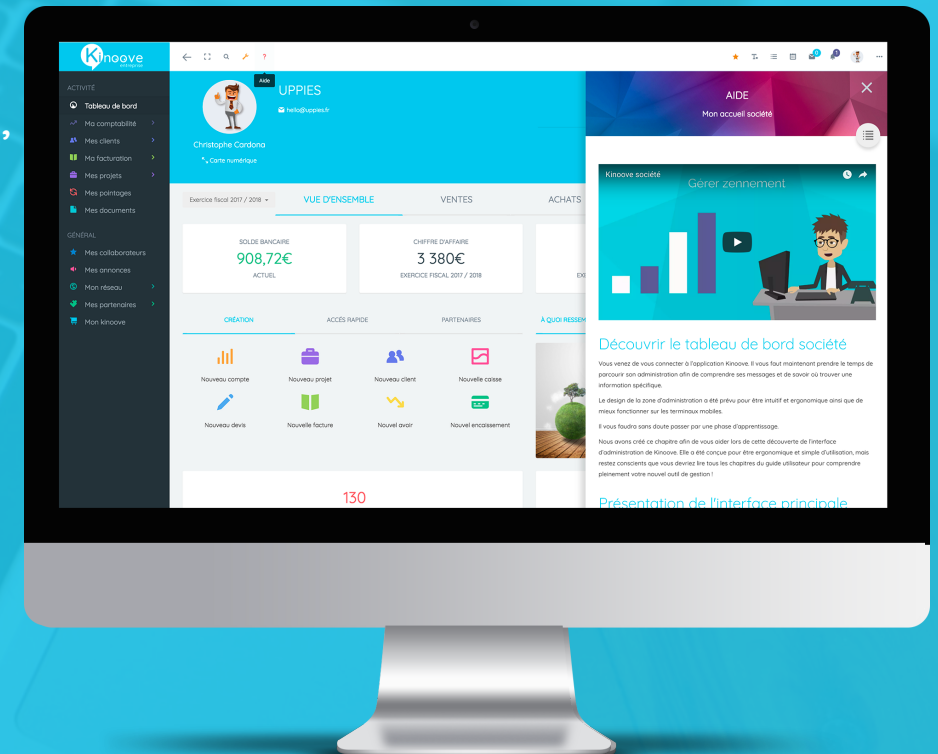 ,
Kinoove
entreprise
ACTIVITÉ
Tableau de bord
Ma comptabilité
Mes clients
Ma facturation
Mes projets
Mes pointages
Mes documents
GÉNÉRAL
Mes collaborateurs
Mes annonces
Mon réseau
Mes partenaires
Mon kinoove
?
Aide
0
1
UPPIES
hello@uppies.fr
Christophe Cardona
Carte numérique
Exercice fiscal 2017 / 2018
VUE D'ENSEMBLE
VENTES
ACHATS
SOLDE BANCAIRE
908,72€
ACTUEL
CHIFFRE D'AFFAIRE
3 380€
EXERCICE FISCAL 2017 / 2018
EXE
CRÉATION
ACCÈS RAPIDE
PARTENAIRES
À QUOI RESSEM
Nouveau compte
Nouveau projet
Nouveau client
Nouvelle caisse
Nouveau devis
Nouvelle facture
Nouvel avoir
Nouvel encaissement
130
AIDE
Mon accueil société
Kinoove société
Gérer zennement
Découvrir le tableau de bord société
Vous venez de vous connecter à l'application Kinoove. Il vous faut maintenant prendre le temps de
parcourir son administration afin de comprendre ses messages et de savoir où trouver une
information spécifique.
Le design de la zone d'administration a été prévu pour être intuitif et ergonomique ainsi que de
mieux fonctionner sur les terminaux mobiles.
Il vous faudra sans doute passer par une phase d'apprentissage.
Nous avons créé ce chapitre afin de vous aider lors de cette découverte de l'interface
d'administration de Kinoove. Elle a été conçue pour être ergonomique et simple d'utilisation, mais
restez conscients que vous devriez lire tous les chapitres du guide utilisateur pour comprendre
pleinement votre nouvel outil de gestion !
Présentation de l'interface principale